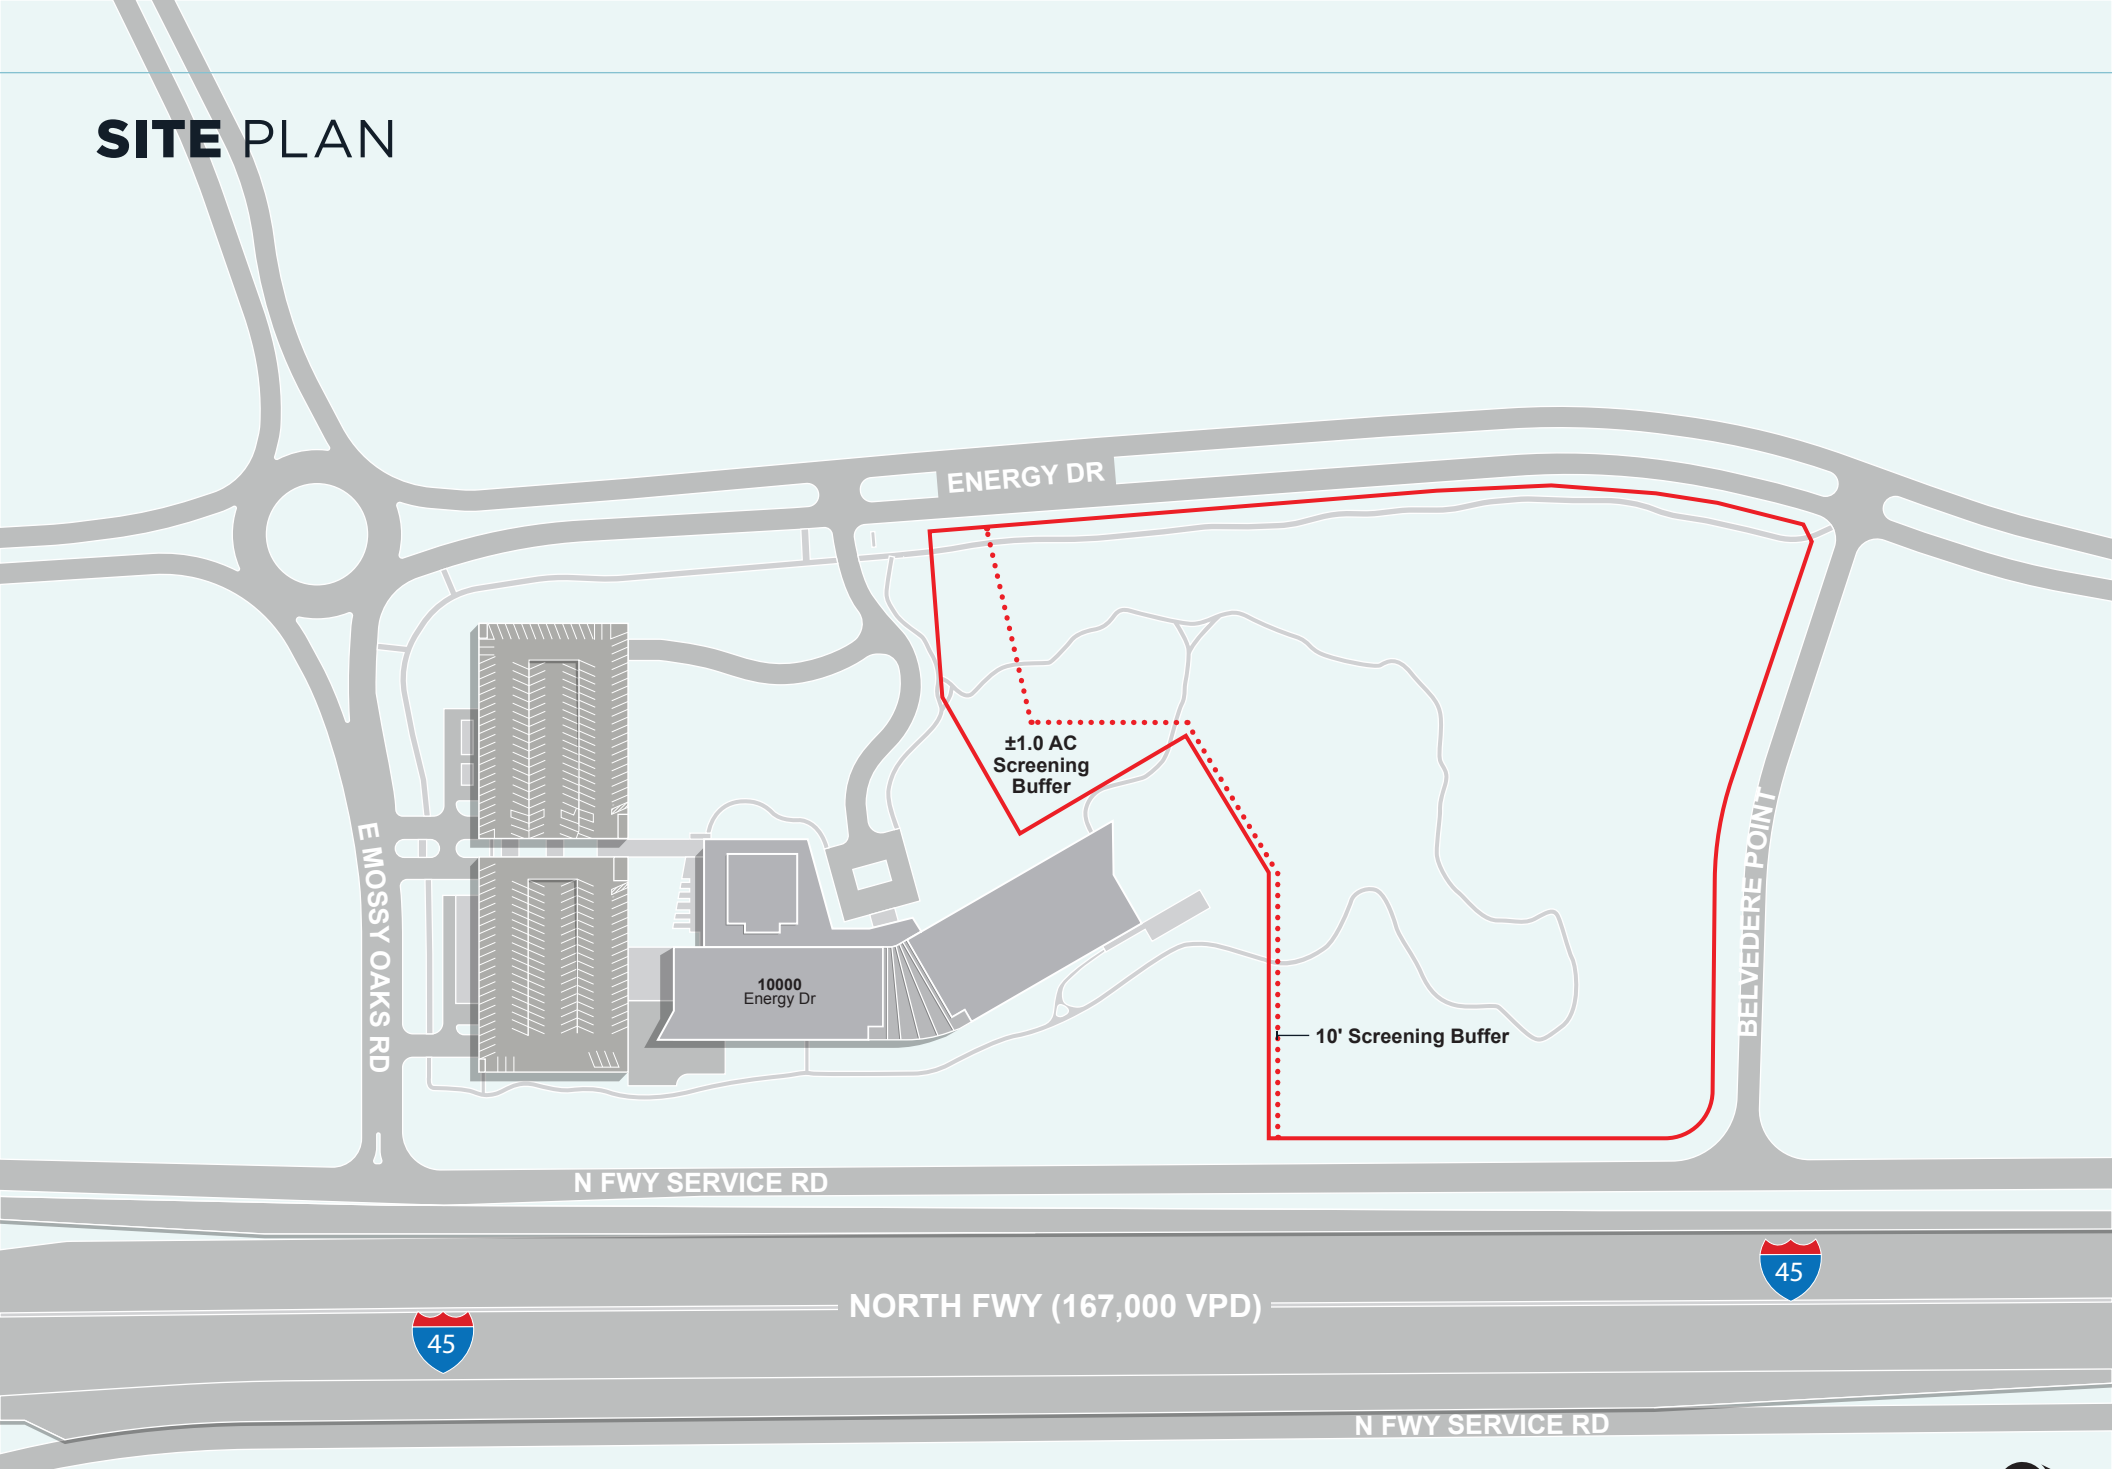 SITE PLAN
ENERGY DR
±1.0 AC
Screening
Buffer
E MOSSY OAKS RD
BELVEDERE POINT
10000
Energy Dr
10' Screening Buffer
N FWY SERVICE RD
45
NORTH FWY (167,000 VPD)
45
N FWY SERVICE RD